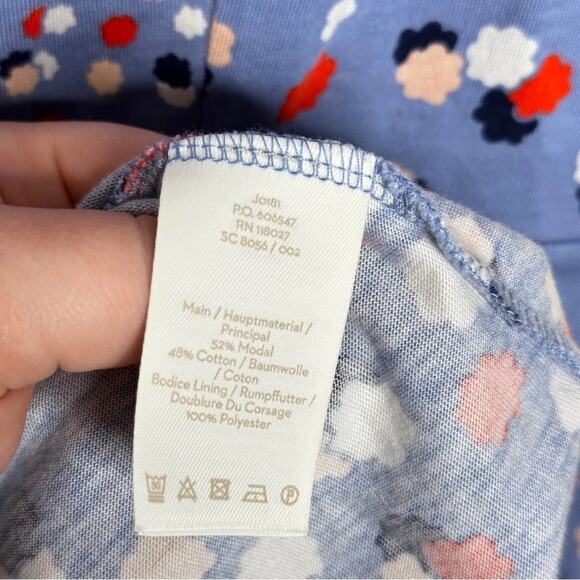 J0181
P.O. 606547
RN 118027
SC 8056 / 002
Main / Hauptmaterial /
Principal
52% Modal
48% Cotton / Baumwolle
/ Coton
Bodice Lining / Rumpffutter /
Doublure Du Corsage
100% Polyester
30
P